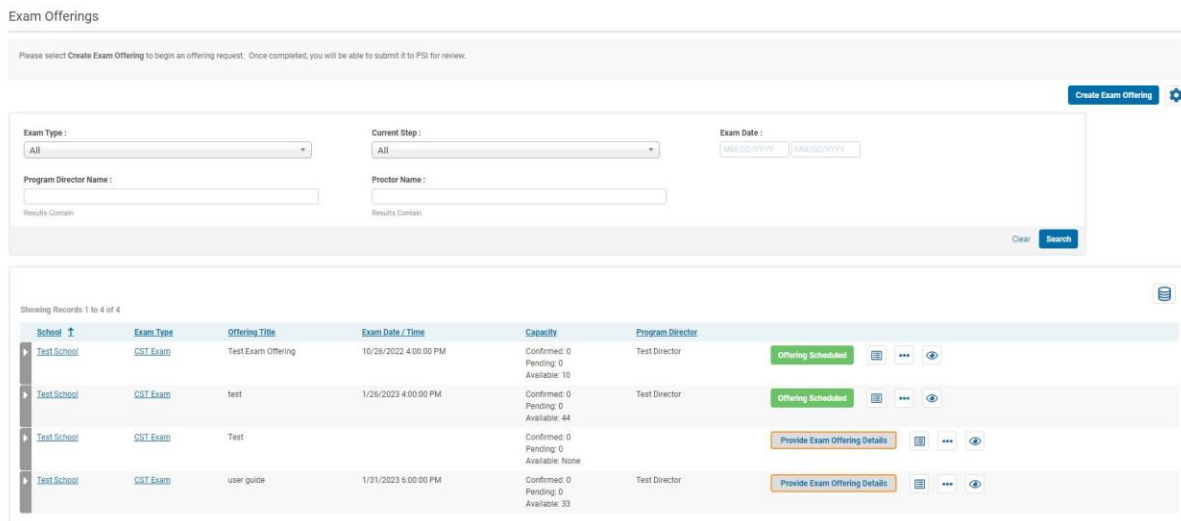 Exam Offerings
Please select Create Exam Offering to begin an offering request. Once completed, you will be able to submit it to PSI for review.
Create Exam Offering
Exam Type : Current Step : Exam Date :
All All MM/DD/YYYY MM/DD/YYYY
Program Director Name : Proctor Name :
Results Contain Results Contain
Clear Search
Showing Records 1 to 4 of 4
School ↑ Exam Type Offering Title Exam Date / Time Capacity Program Director
Test School CST Exam Test Exam Offering 10/26/2022 4:00:00 PM Confirmed: 0 Test Director Offering Scheduled
Pending: 0
Available: 10
Test School CST Exam test 1/26/2023 4:00:00 PM Confirmed: 0 Test Director Offering Scheduled
Pending: 0
Available: 44
Test School CST Exam Test Confirmed: 0 Provide Exam Offering Details
Pending: 0
Available: None
Test School CST Exam user guide 1/31/2023 6:00:00 PM Confirmed: 0 Test Director Provide Exam Offering Details
Pending: 0
Available: 33